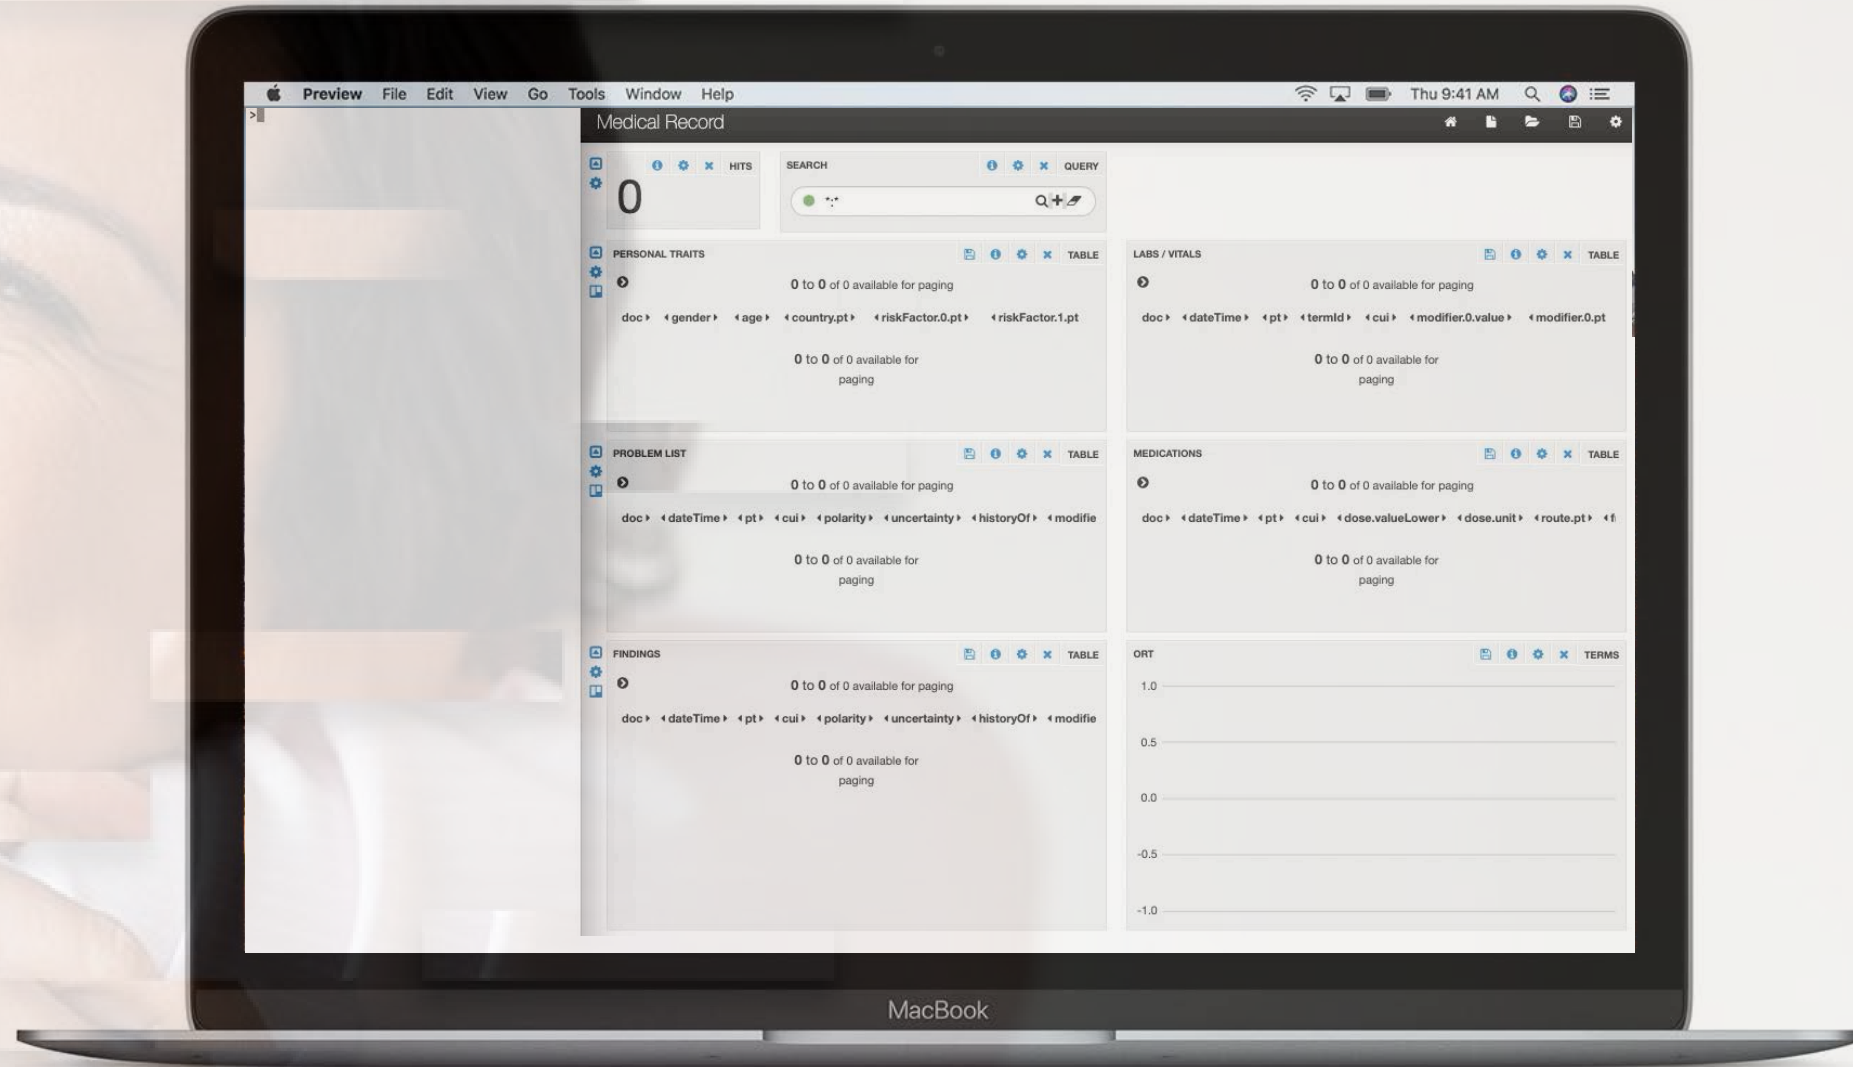 Preview File Edit View Go Tools Window Help Thu 9:41 AM
>
Medical Record
HITS
0
SEARCH QUERY
*:*
PERSONAL TRAITS TABLE
0 to 0 of 0 available for paging
doc gender age country.pt riskFactor.0.pt riskFactor.1.pt
0 to 0 of 0 available for
paging
LABS / VITALS TABLE
0 to 0 of 0 available for paging
doc dateTime pt termId cui modifier.0.value modifier.0.pt
0 to 0 of 0 available for
paging
PROBLEM LIST TABLE
0 to 0 of 0 available for paging
doc dateTime pt cui polarity uncertainty historyOf modifie
0 to 0 of 0 available for
paging
MEDICATIONS TABLE
0 to 0 of 0 available for paging
doc dateTime pt cui dose.valueLower dose.unit route.pt f
0 to 0 of 0 available for
paging
FINDINGS TABLE
0 to 0 of 0 available for paging
doc dateTime pt cui polarity uncertainty historyOf modifie
0 to 0 of 0 available for
paging
ORT TERMS
1.0
0.5
0.0
-0.5
-1.0
MacBook